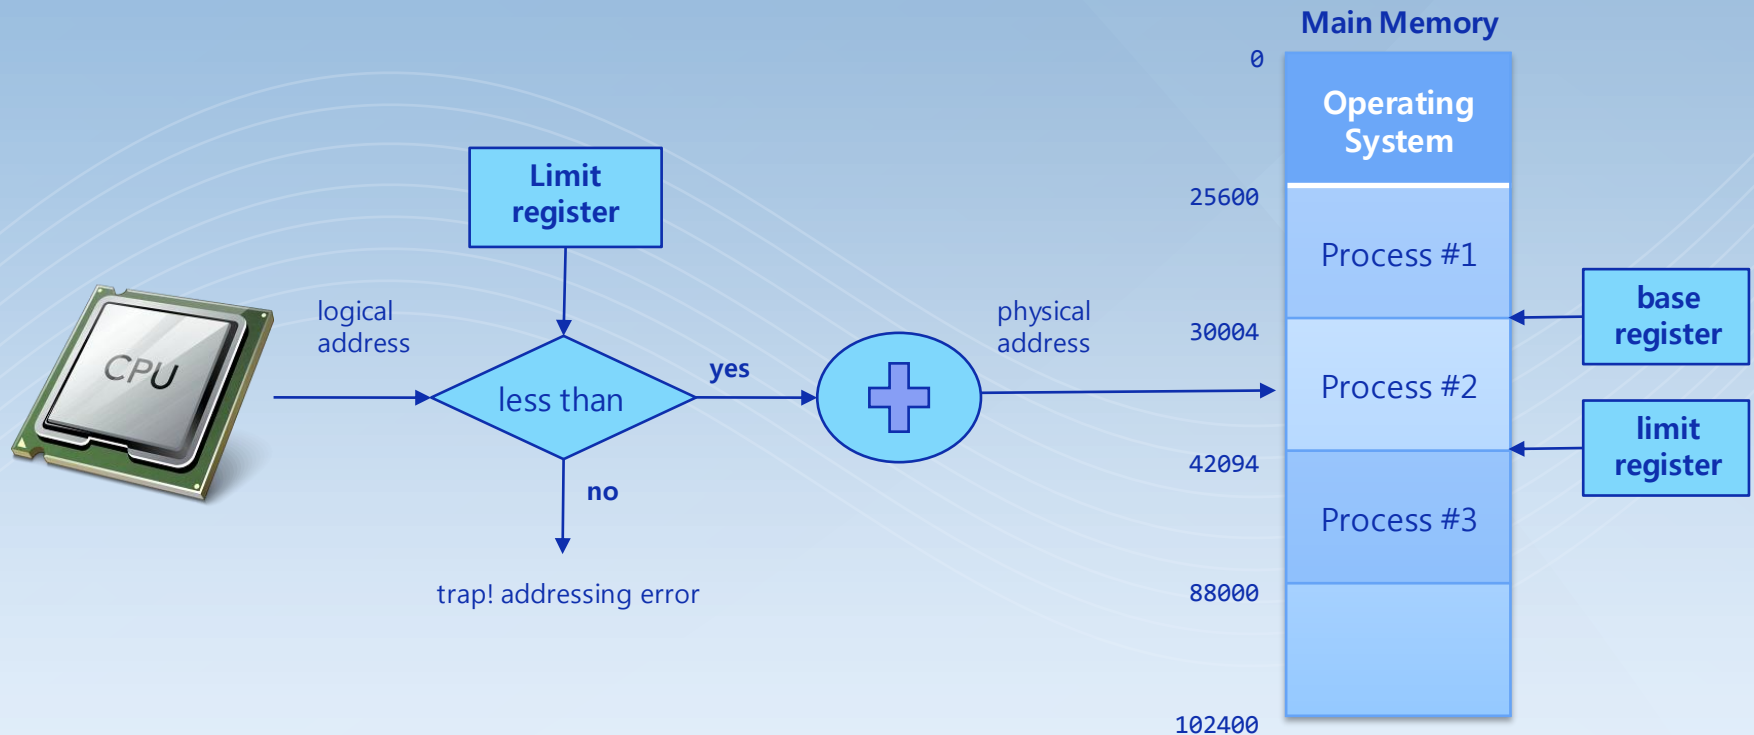 Main Memory
0
Operating
System
Limit
register
25600
Process #1
base
register
logical
address
physical
address
30004
CPU
yes
less than
Process #2
limit
register
42094
no
Process #3
trap! addressing error
88000
102400